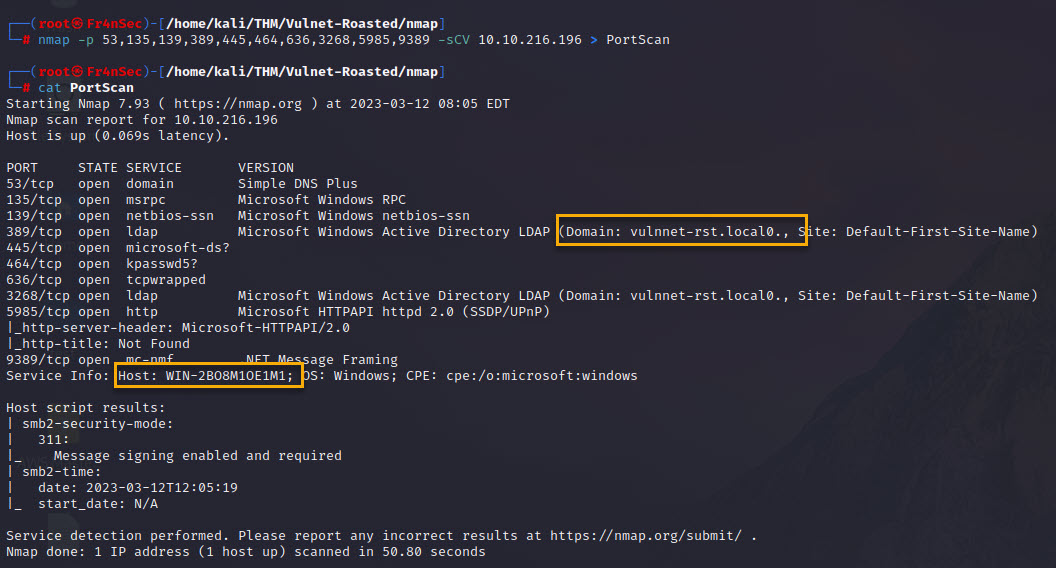 ┌──(root㉿Fr4nSec)-[/home/kali/THM/Vulnet-Roasted/nmap]
└─# nmap -p 53,135,139,389,445,464,636,3268,5985,9389 -sCV 10.10.216.196 > PortScan
┌──(root㉿Fr4nSec)-[/home/kali/THM/Vulnet-Roasted/nmap]
└─# cat PortScan
Starting Nmap 7.93 ( https://nmap.org ) at 2023-03-12 08:05 EDT
Nmap scan report for 10.10.216.196
Host is up (0.069s latency).
PORT     STATE SERVICE       VERSION
53/tcp   open  domain        Simple DNS Plus
135/tcp  open  msrpc         Microsoft Windows RPC
139/tcp  open  netbios-ssn   Microsoft Windows netbios-ssn
389/tcp  open  ldap          Microsoft Windows Active Directory LDAP (Domain: vulnnet-rst.local0., Site: Default-First-Site-Name)
445/tcp  open  microsoft-ds?
464/tcp  open  kpasswd5?
636/tcp  open  tcpwrapped
3268/tcp open  ldap          Microsoft Windows Active Directory LDAP (Domain: vulnnet-rst.local0., Site: Default-First-Site-Name)
5985/tcp open  http          Microsoft HTTPAPI httpd 2.0 (SSDP/UPnP)
|_http-server-header: Microsoft-HTTPAPI/2.0
|_http-title: Not Found
9389/tcp open  mc-nmf        .NET Message Framing
Service Info: Host: WIN-2BO8M1OE1M1; OS: Windows; CPE: cpe:/o:microsoft:windows
Host script results:
| smb2-security-mode:
|   311:
|_    Message signing enabled and required
| smb2-time:
|   date: 2023-03-12T12:05:19
|_  start_date: N/A
Service detection performed. Please report any incorrect results at https://nmap.org/submit/ .
Nmap done: 1 IP address (1 host up) scanned in 50.80 seconds